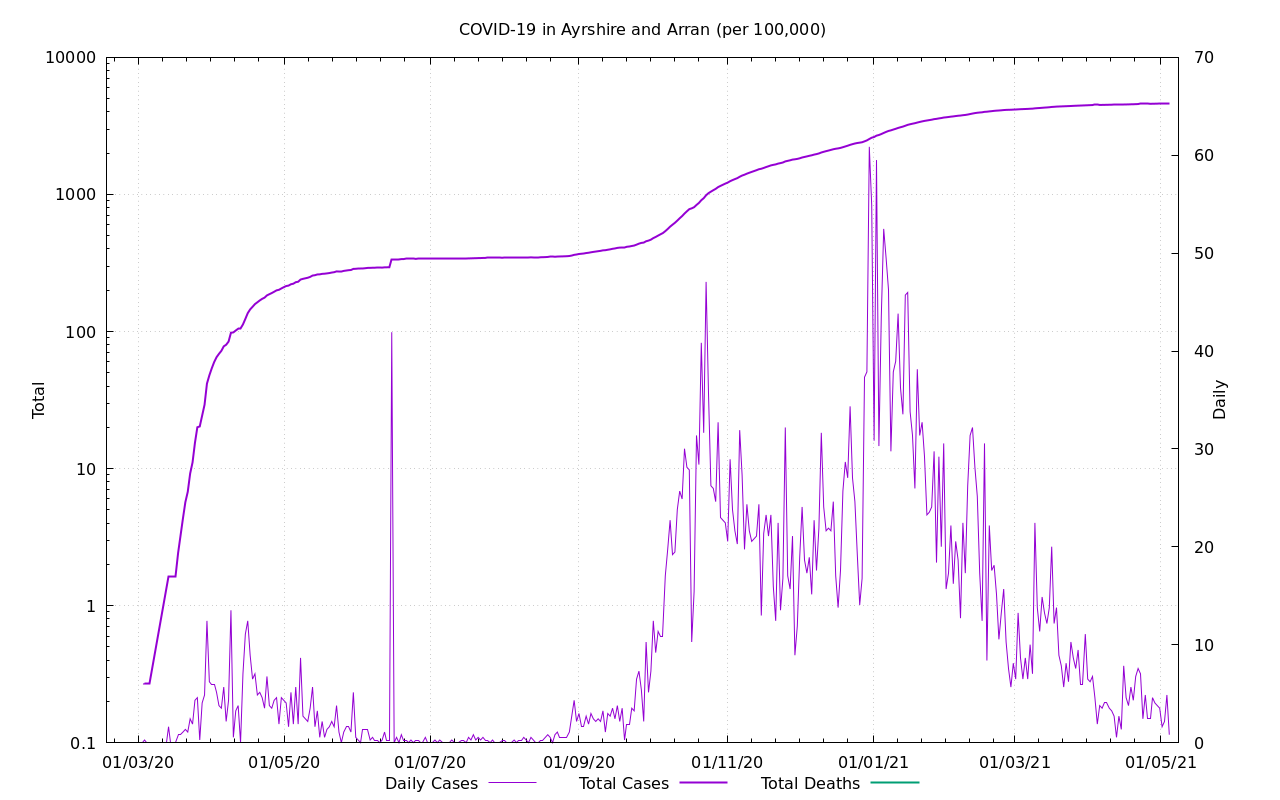 COVID-19 in Ayrshire and Arran (per 100,000)
10000
1000
100
10
1
0.1
Total
70
60
50
40
30
20
10
0
Daily
01/03/20 01/05/20 01/07/20 01/09/20 01/11/20 01/01/21 01/03/21 01/05/21
Daily Cases Total Cases Total Deaths